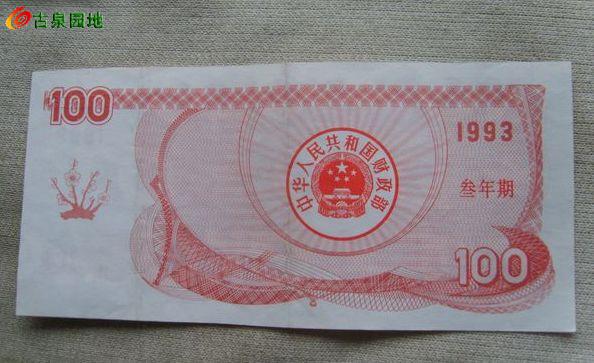 古泉园地
100
1993
中华人民共和国财政部
叁年期
100